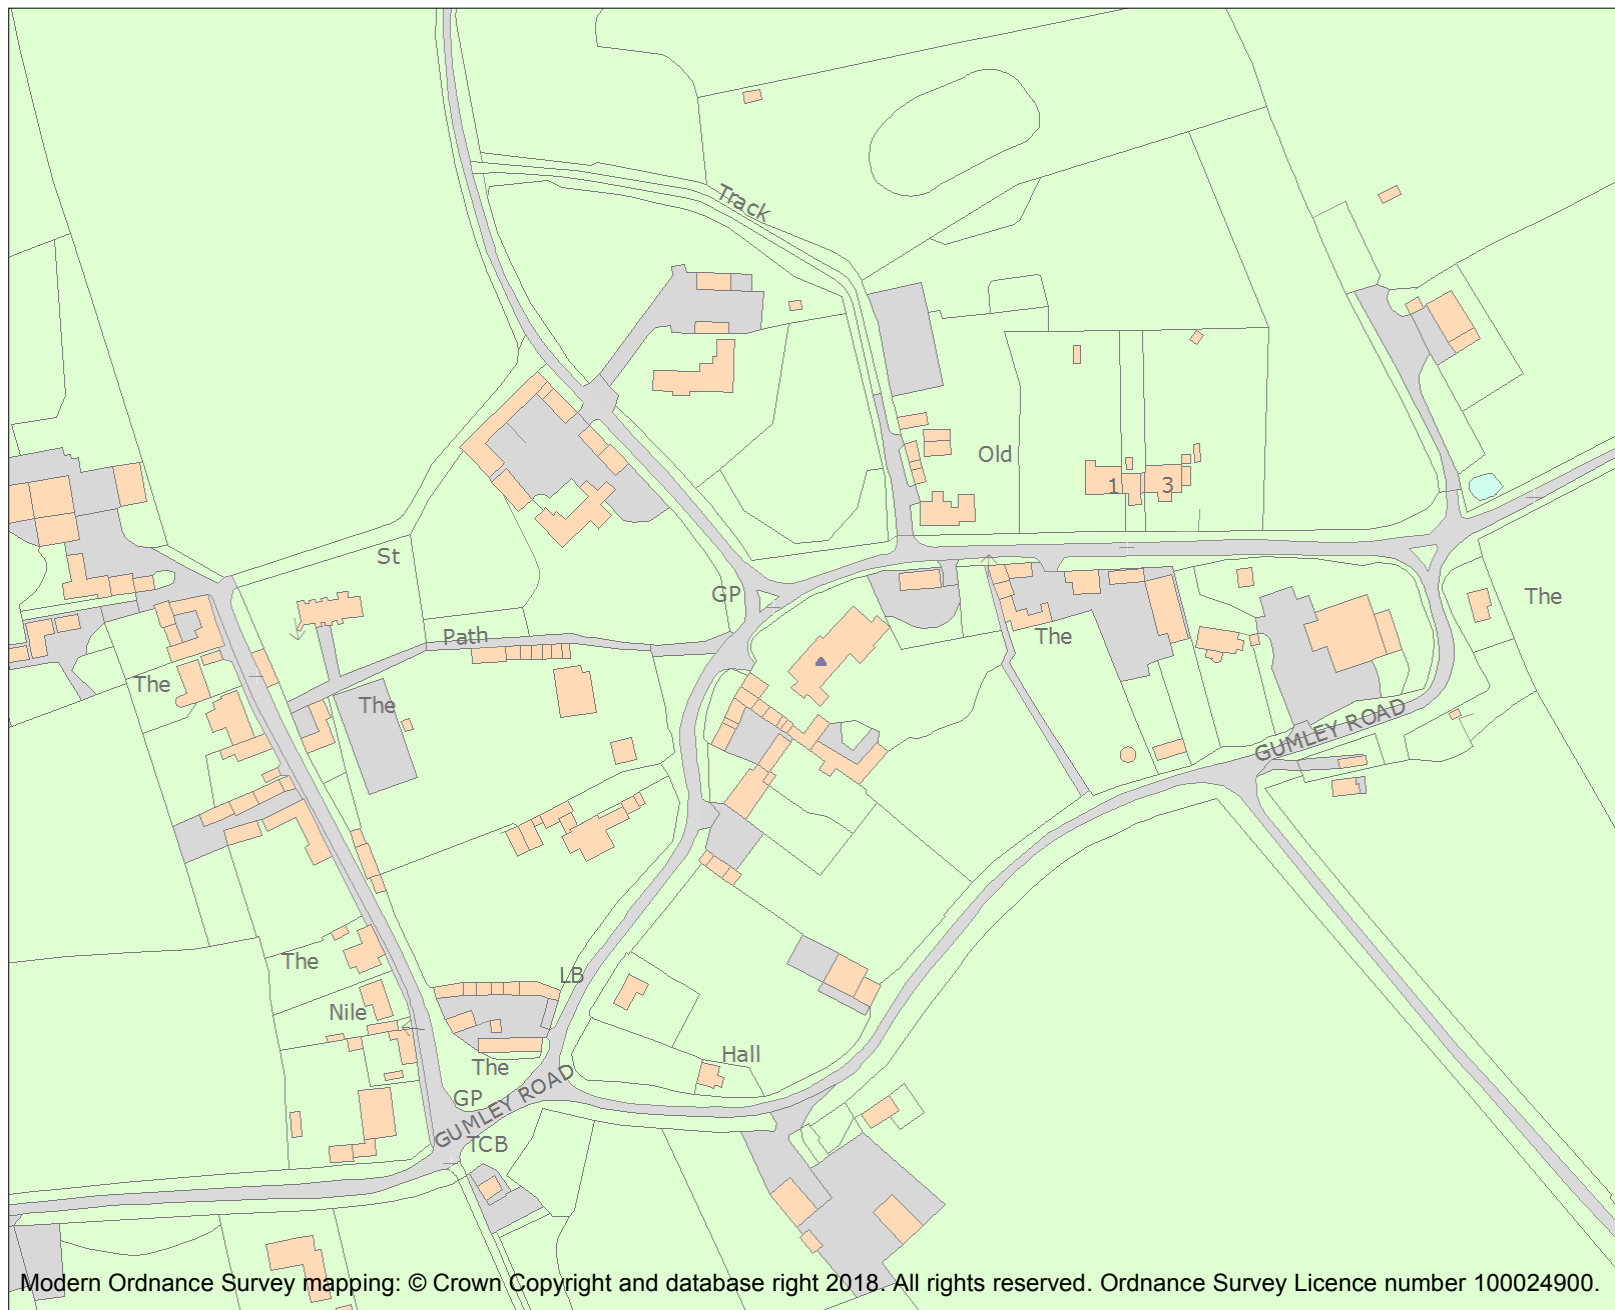 Track
Old
1
3
St
GP
The
Path
The
The
The
GUMLEY ROAD
The
LB
Nile
Hall
The
GP
GUMLEY ROAD
TCB
Modern Ordnance Survey mapping: © Crown Copyright and database right 2018. All rights reserved. Ordnance Survey Licence number 100024900.